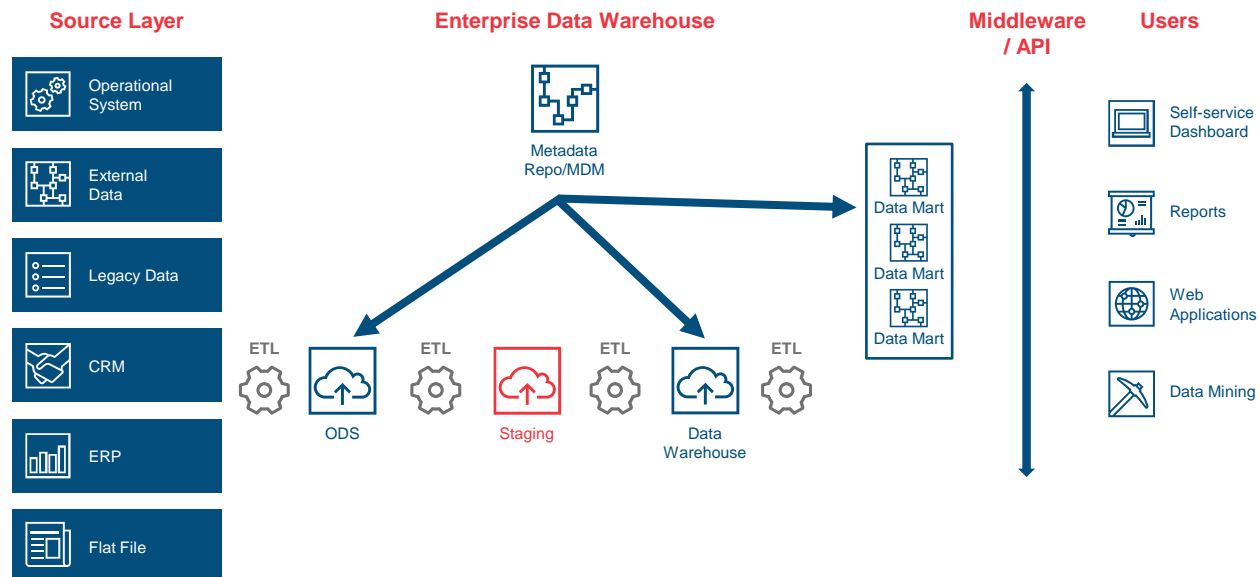 Source Layer
Enterprise Data Warehouse
Middleware
/ API
Users
Operational
System
External
Data
Legacy Data
CRM
ERP
Flat File
Metadata
Repo/MDM
ETL
ODS
ETL
Staging
ETL
Data
Warehouse
ETL
Data Mart
Data Mart
Data Mart
Self-service
Dashboard
Reports
Web
Applications
Data Mining